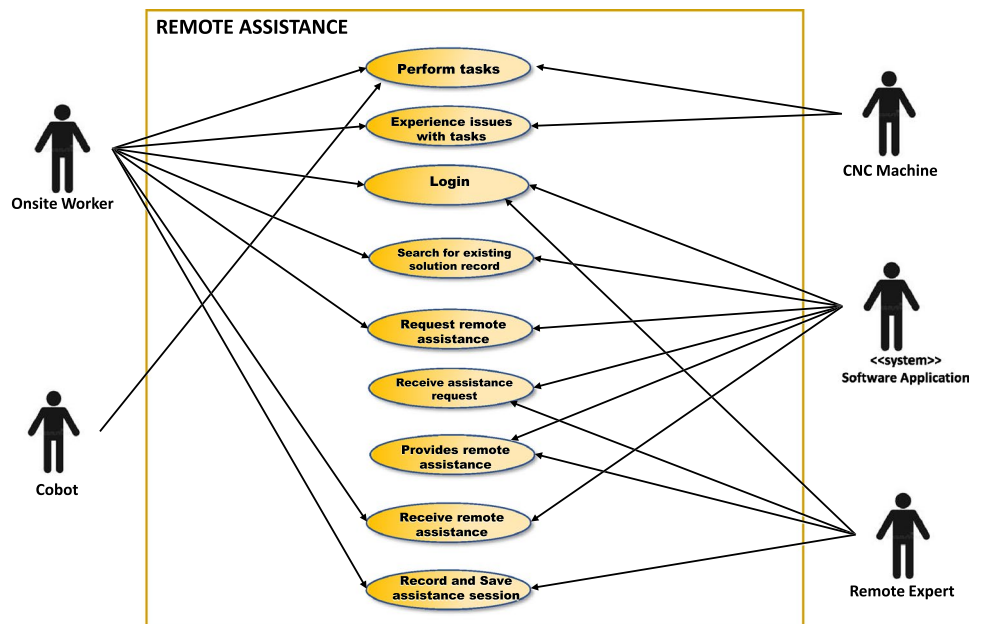 REMOTE ASSISTANCE
Perform tasks
Experience issues
with tasks
Login
Search for existing
solution record
Request remote
assistance
Receive assistance
request
Provides remote
assistance
Receive remote
assistance
Record and Save
assistance session
Onsite Worker
Cobot
CNC Machine
<<system>>
Software Application
Remote Expert